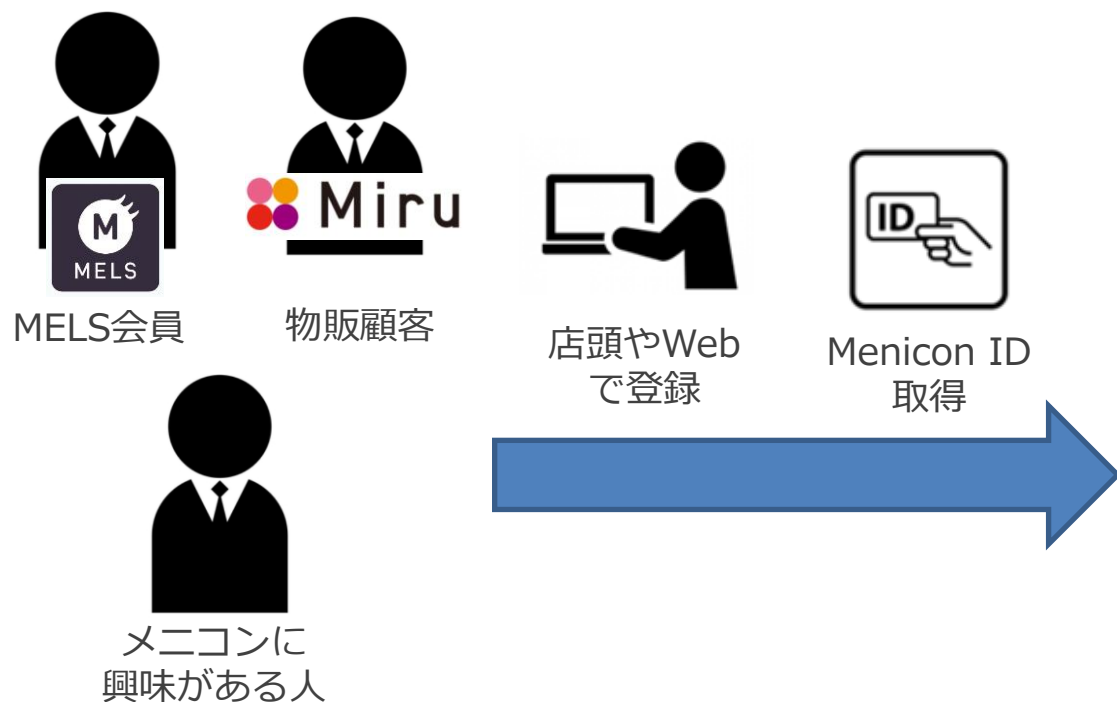 M
MELS
MELS会員
Miru
物販顧客
店頭やWeb
で登録
ID
Menicon ID
取得
メニコンに
興味がある人